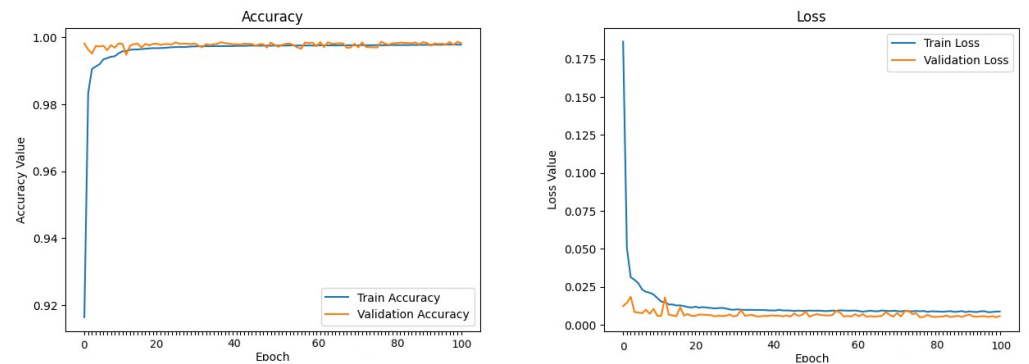 Accuracy
1.00
0.98
0.96
0.94
0.92
Accuracy Value
0 20 40 60 80 100
Epoch
Train Accuracy
Validation Accuracy
Loss
0.175
0.150
0.125
0.100
0.075
0.050
0.025
0.000
Loss Value
0 20 40 60 80 100
Epoch
Train Loss
Validation Loss